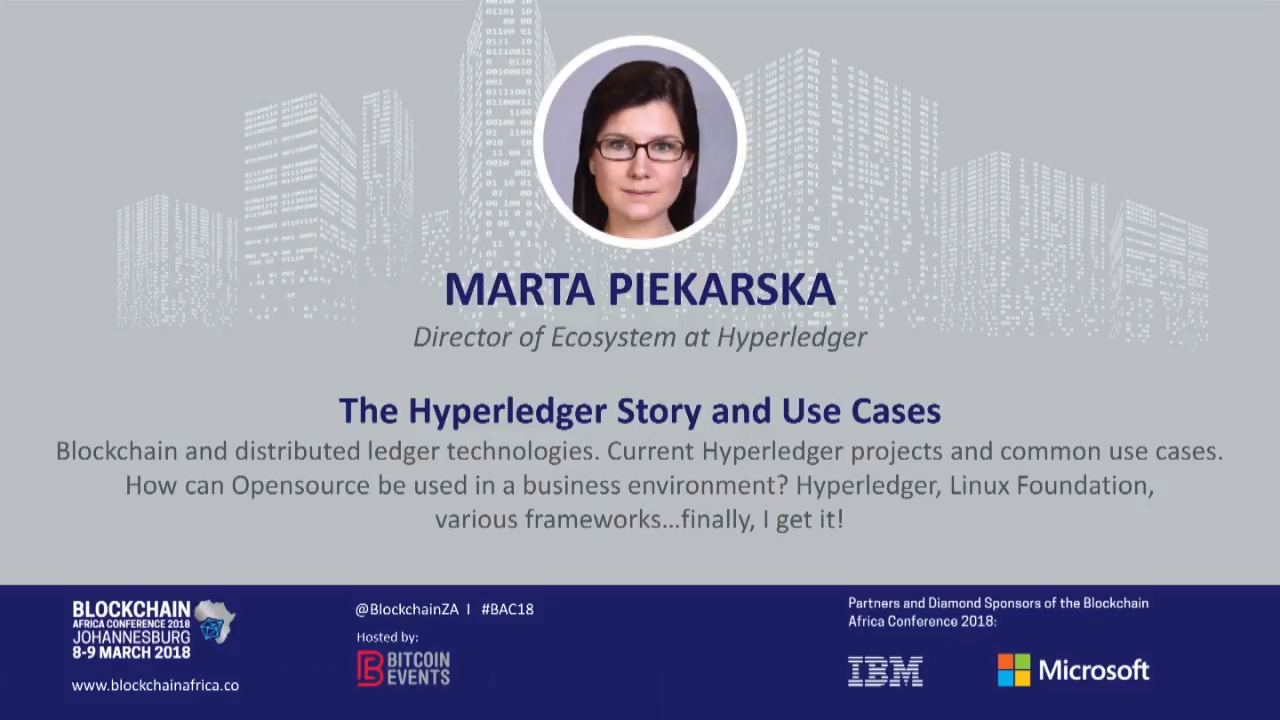 MARTA PIEKARSKA
Director of Ecosystem at Hyperledger
The Hyperledger Story and Use Cases
Blockchain and distributed ledger technologies. Current Hyperledger projects and common use cases.
How can Opensource be used in a business environment? Hyperledger, Linux Foundation,
various frameworks…finally, I get it!
BLOCKCHAIN
AFRICA CONFERENCE 2018
JOHANNESBURG
8-9 MARCH 2018
www.blockchainafrica.co
@BlockchainZA I #BAC18
Hosted by:
BITCOIN
EVENTS
Partners and Diamond Sponsors of the Blockchain
Africa Conference 2018:
IBM
Microsoft